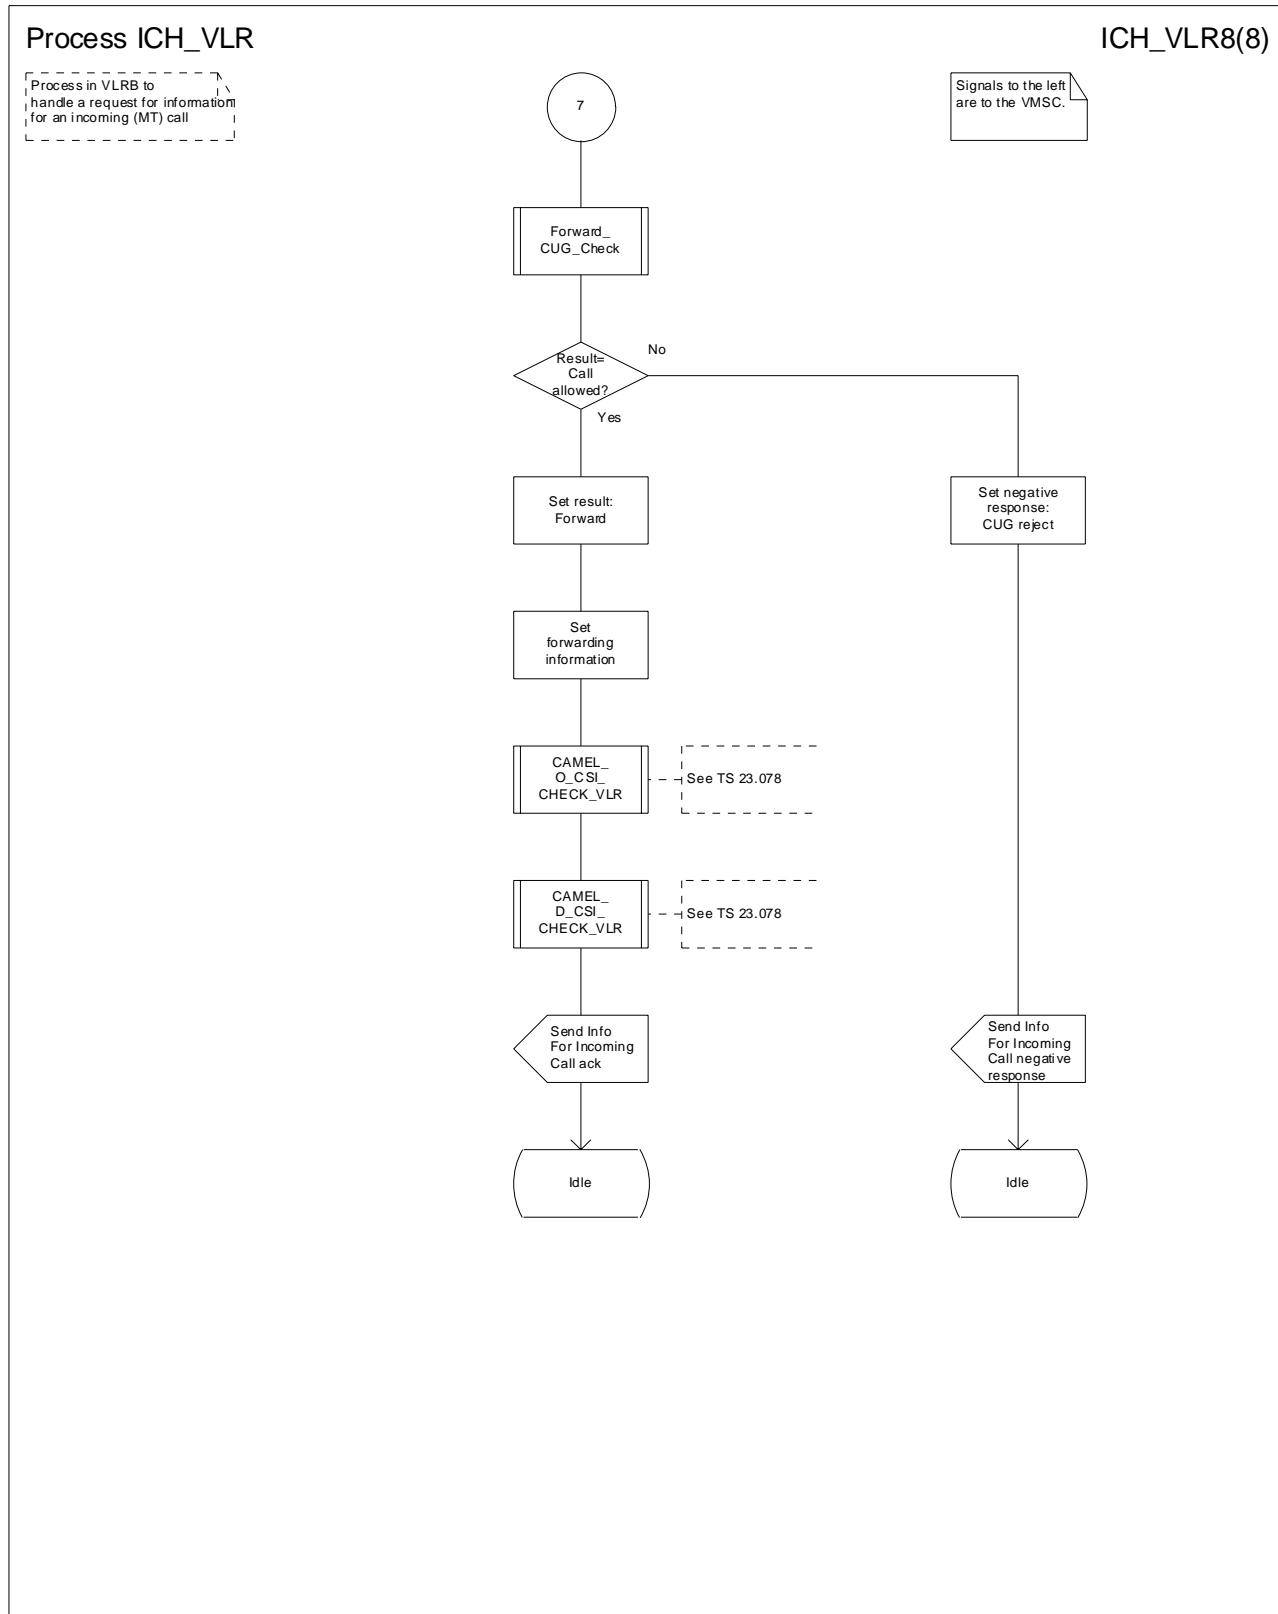 Process ICH_VLR
ICH_VLR8(8)
Process in VLRB to
handle a request for information
for an incoming (MT) call
7
Signals to the left
are to the VMSC.
Forward_
CUG_Check
Result=
Call
allowed?
No
Yes
Set result:
Forward
Set negative
response:
CUG reject
Set
forwarding
information
CAMEL_
O_CSI_
CHECK_VLR
See TS 23.078
CAMEL_
D_CSI_
CHECK_VLR
See TS 23.078
Send Info
For Incoming
Call ack
Send Info
For Incoming
Call negative
response
Idle
Idle